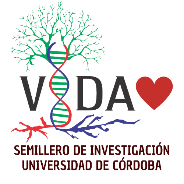 VIDA
SEMILLERO DE INVESTIGACIÓN
UNIVERSIDAD DE CÓRDOBA